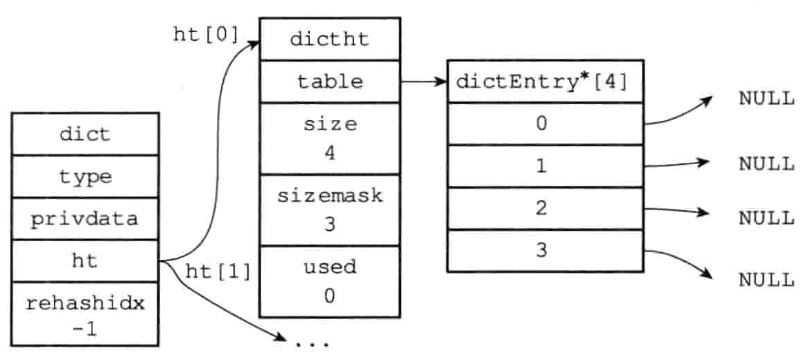 dict
type
privdata
ht
rehashidx
-1
ht[0]
ht[1]
...
dictht
table
size
4
sizemask
3
used
0
dictEntry*[4]
0
1
2
3
NULL
NULL
NULL
NULL